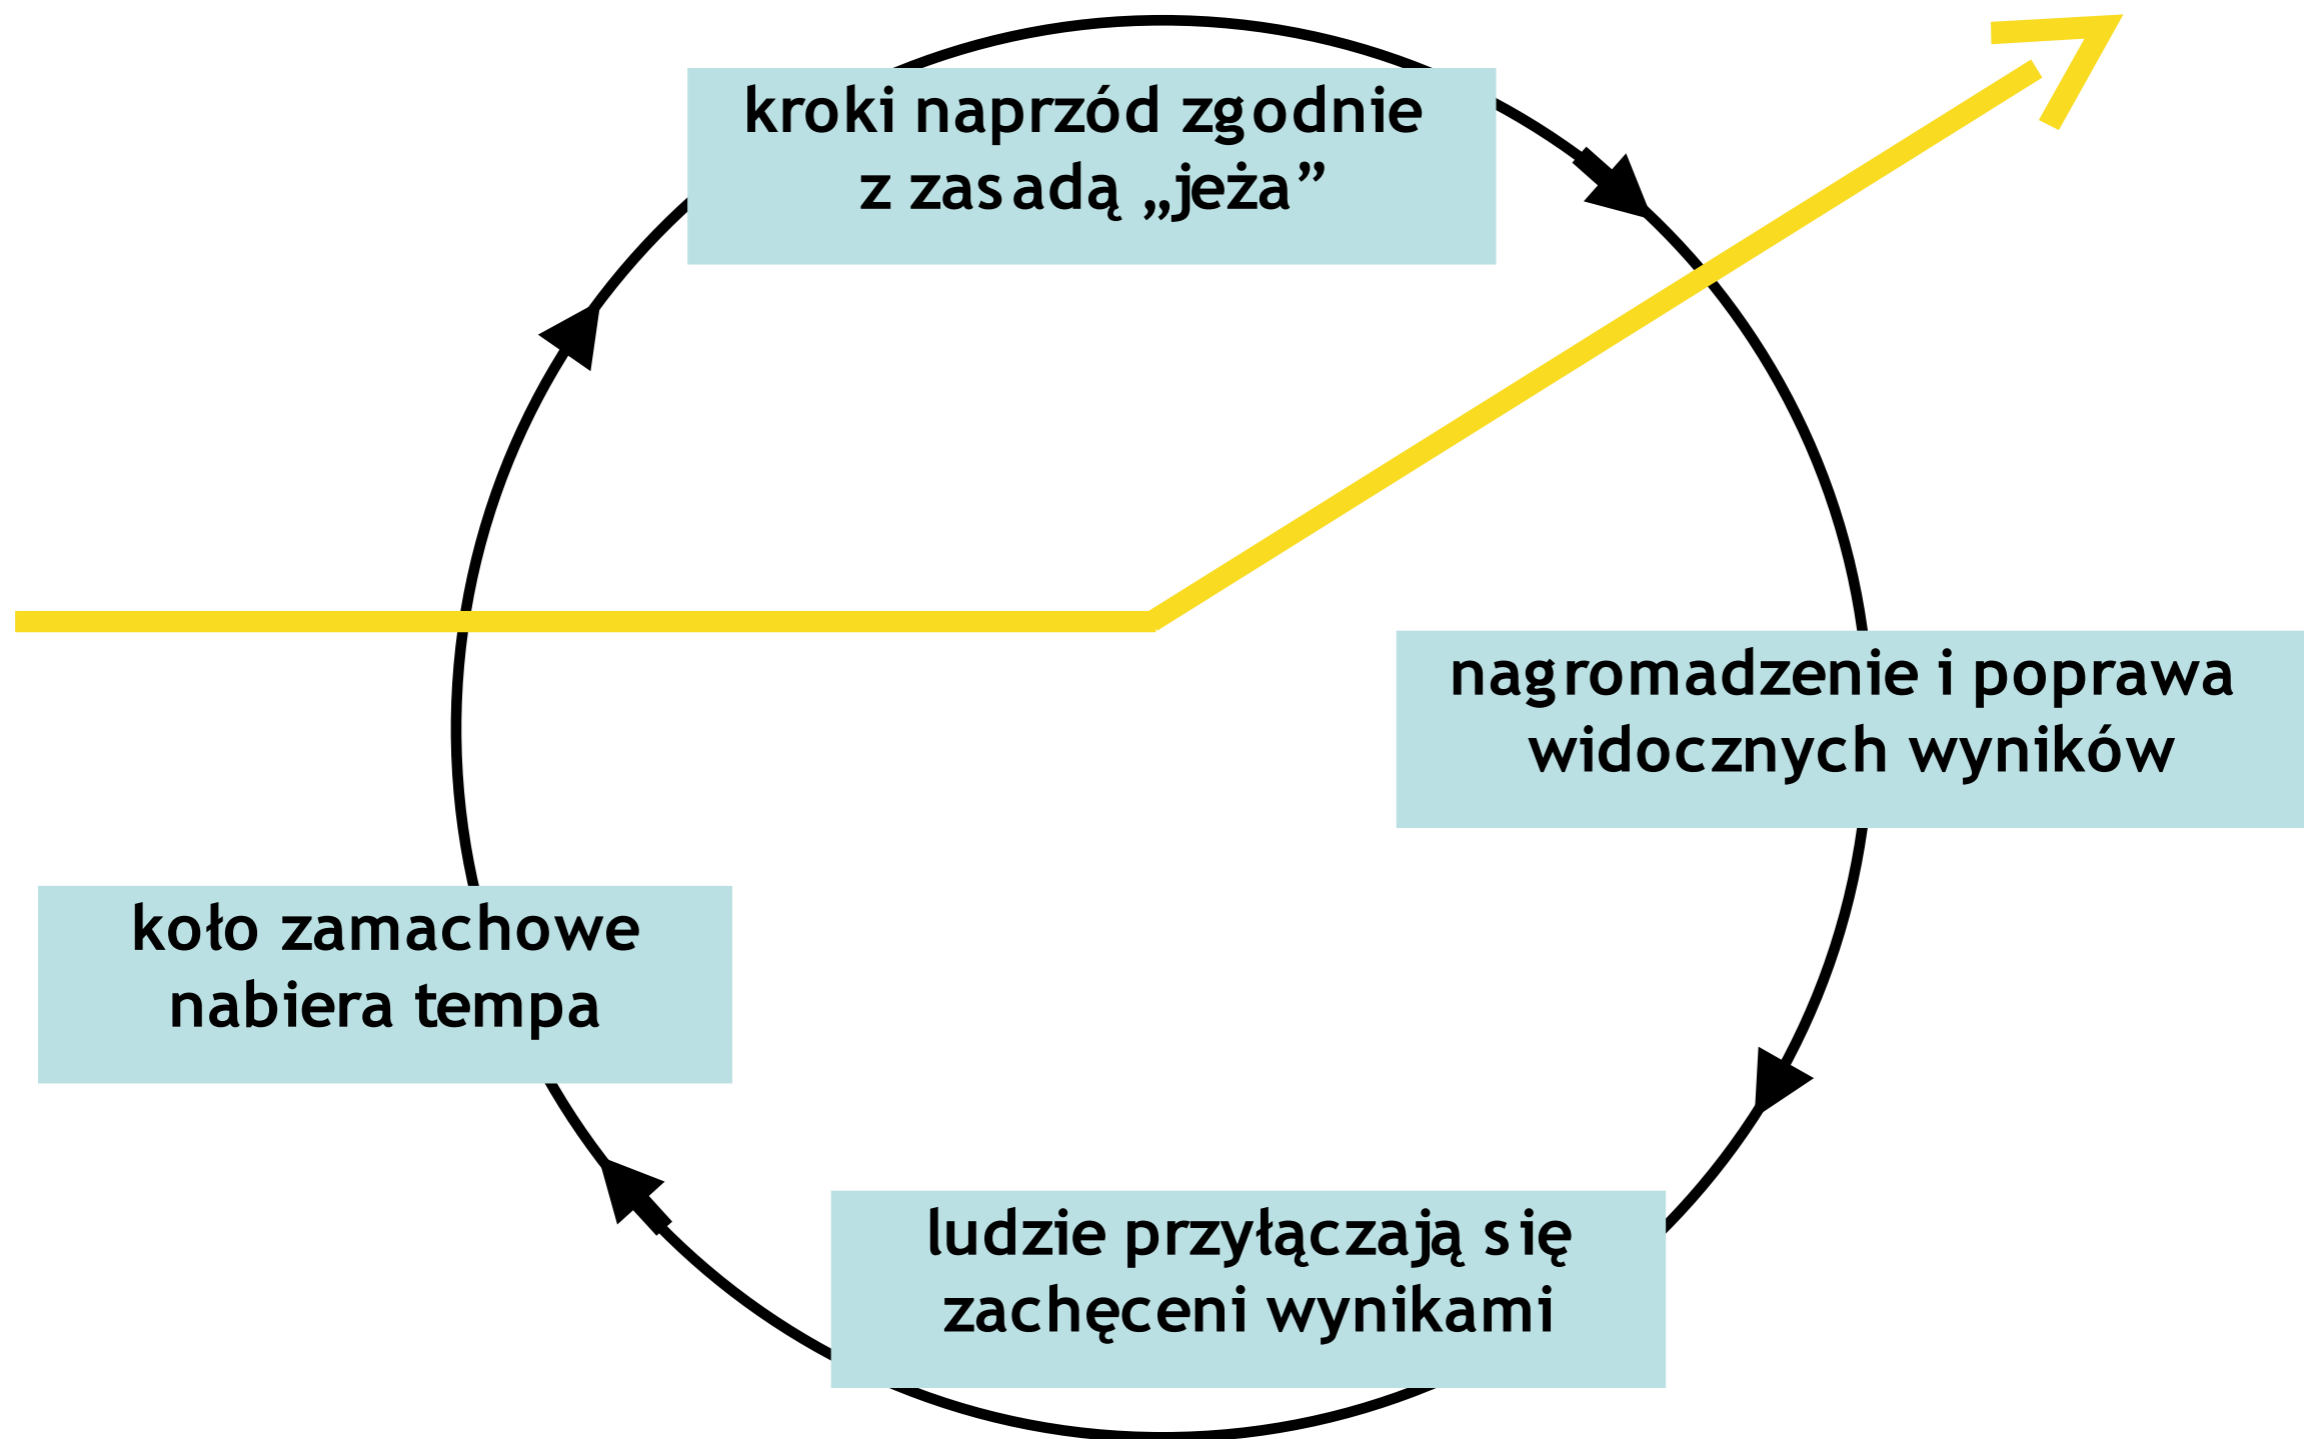 kroki naprzód zgodnie
z zasadą „jeża”
nagromadzenie i poprawa
widocznych wyników
koło zamachowe
nabiera tempa
ludzie przyłączają się
zachęceni wynikami